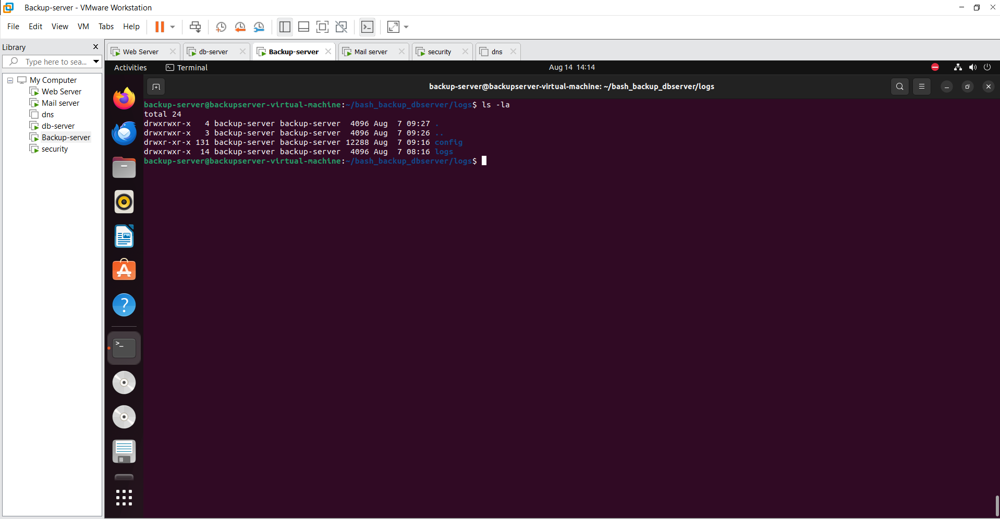 Backup-server - VMware Workstation
File Edit View VM Tabs Help
Library
Type here to sea...
My Computer
Web Server
Mail server
dns
db-server
Backup-server
security
Web Server db-server Backup-server Mail server security dns
Activities Terminal Aug 14 14:14
backup-server@backupserver-virtual-machine: ~/bash_backup_dbserver/logs
backup-server@backupserver-virtual-machine:~/bash_backup_dbserver/logs$ ls -la
total 24
drwxrwxr-x   4 backup-server backup-server  4096 Aug  7 09:27 .
drwxrwxr-x   3 backup-server backup-server  4096 Aug  7 09:26 ..
drwxr-xr-x 131 backup-server backup-server 12288 Aug  7 09:16 config
drwxrwxr-x  14 backup-server backup-server  4096 Aug  7 08:16 logs
backup-server@backupserver-virtual-machine:~/bash_backup_dbserver/logs$